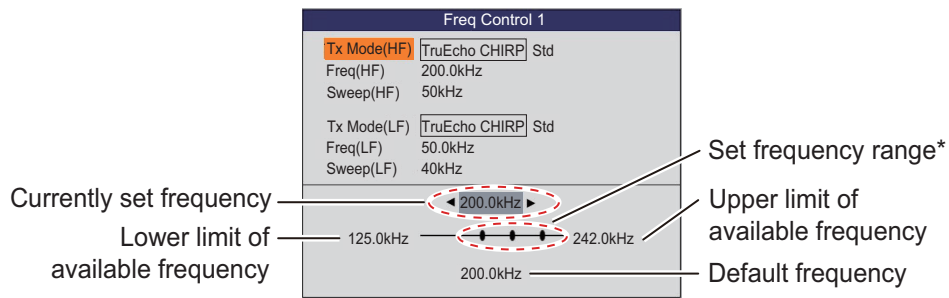 Freq Control 1
Tx Mode(HF) TruEcho CHIRP Std
Freq(HF) 200.0kHz
Sweep(HF) 50kHz
Tx Mode(LF) TruEcho CHIRP Std
Freq(LF) 50.0kHz
Sweep(LF) 40kHz
Set frequency range*
Currently set frequency
◄ 200.0kHz ►
Upper limit of
available frequency
Lower limit of
available frequency
125.0kHz
242.0kHz
200.0kHz
Default frequency